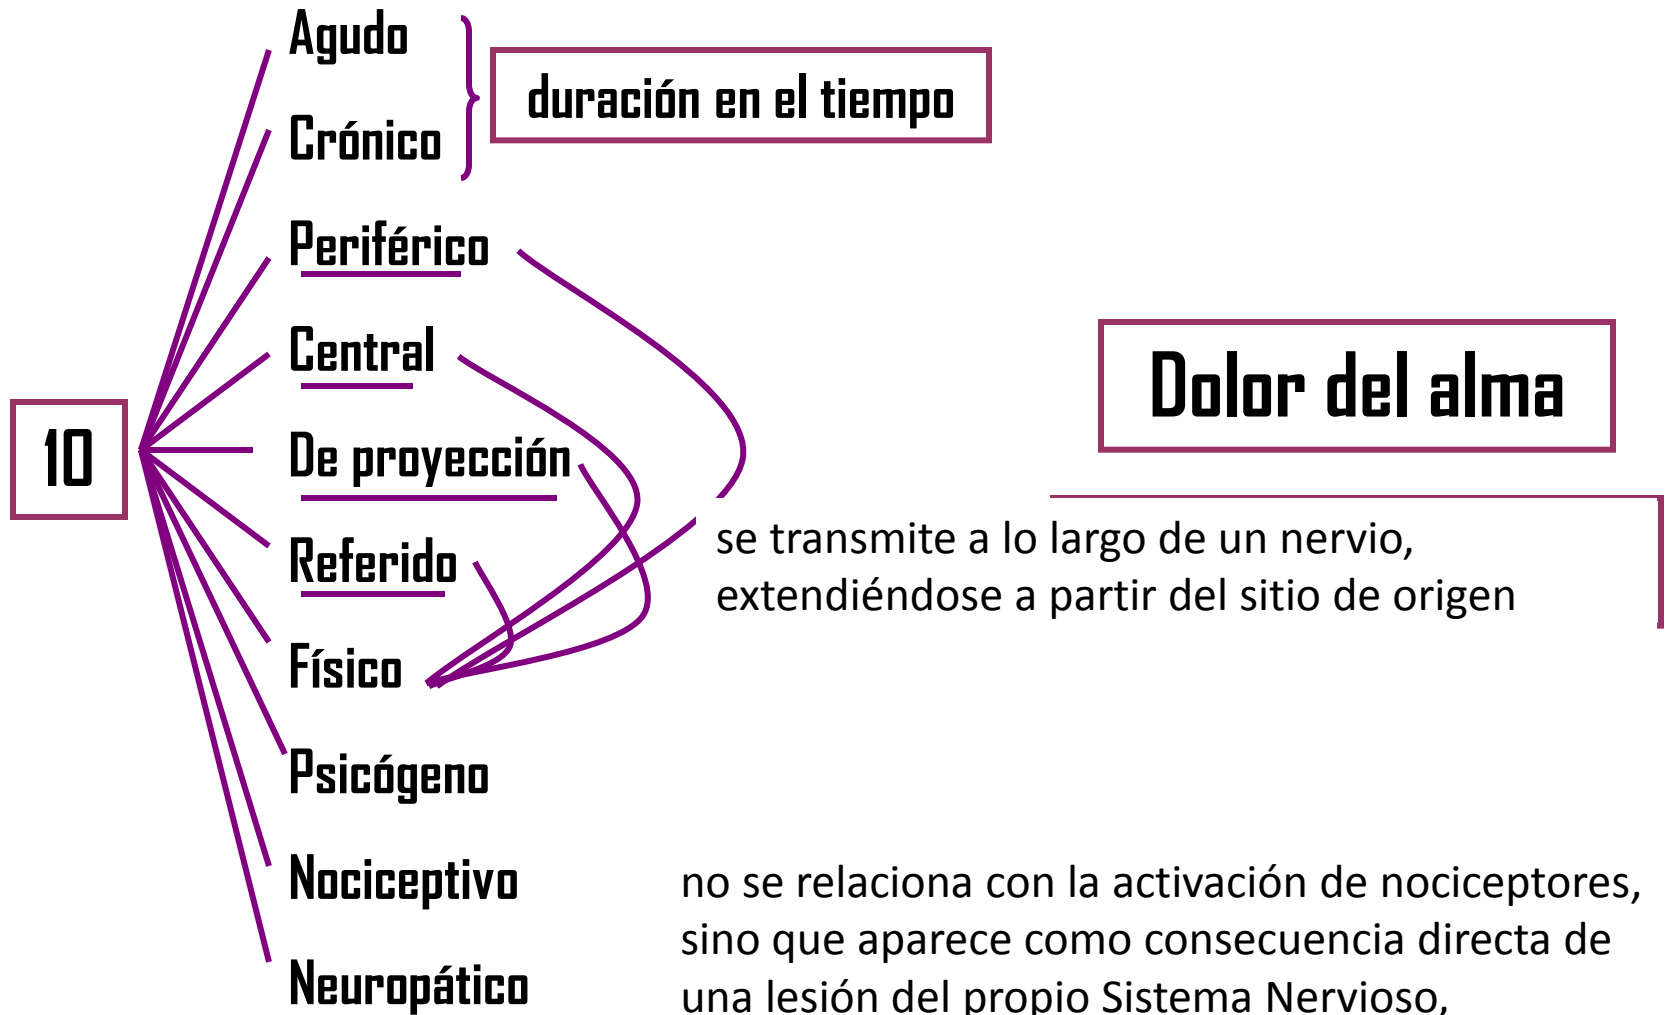 Agudo
duración en el tiempo
Crónico
Periférico
Central
Dolor del alma
10
De proyección
se transmite a lo largo de un nervio,
extendiéndose a partir del sitio de origen
Referido
Físico
Psicógeno
Nociceptivo
no se relaciona con la activación de nociceptores,
sino que aparece como consecuencia directa de
una lesión del propio Sistema Nervioso,
Neuropático